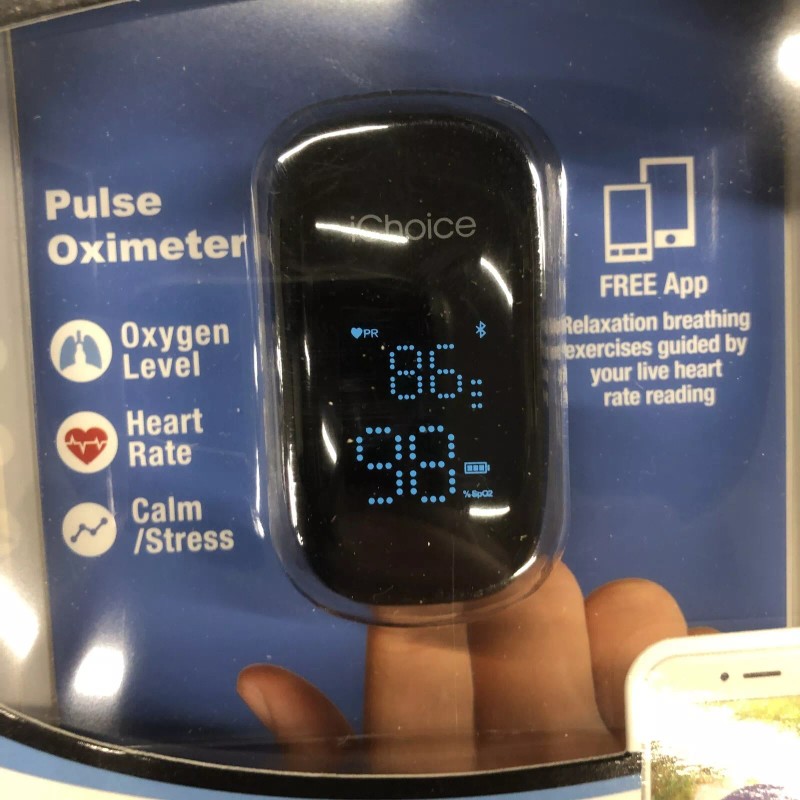 Pulse
Oximeter
Oxygen
Level
Heart
Rate
Calm
/Stress
iChoice
PR
86
98
%SpO2
FREE App
Relaxation breathing
exercises guided by
your live heart
rate reading